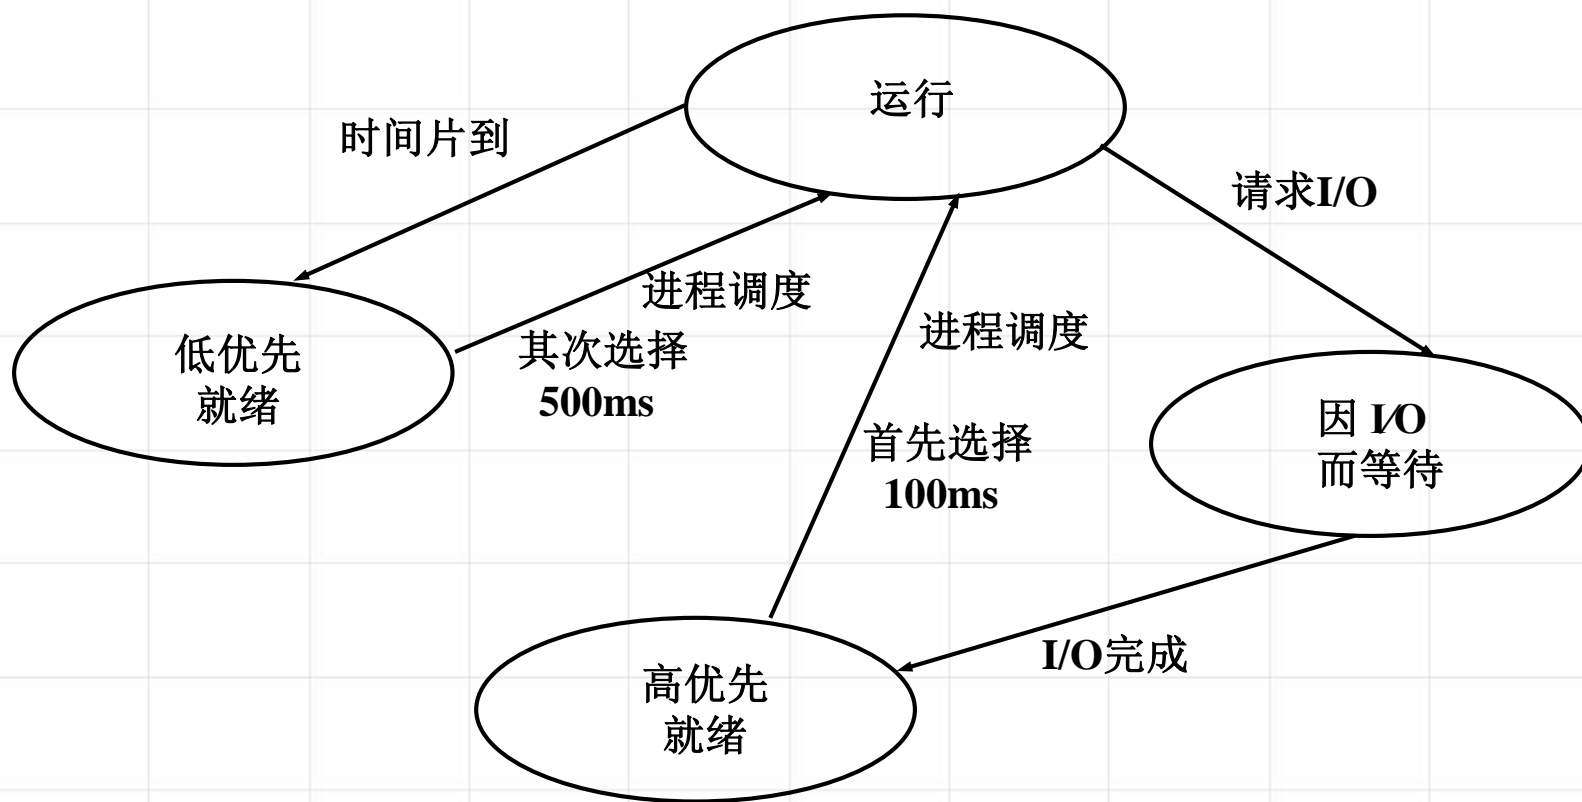 运行
时间片到
请求I/O
进程调度
进程调度
其次选择
500ms
低优先
就绪
因 I/O
而等待
首先选择
100ms
I/O完成
高优先
就绪